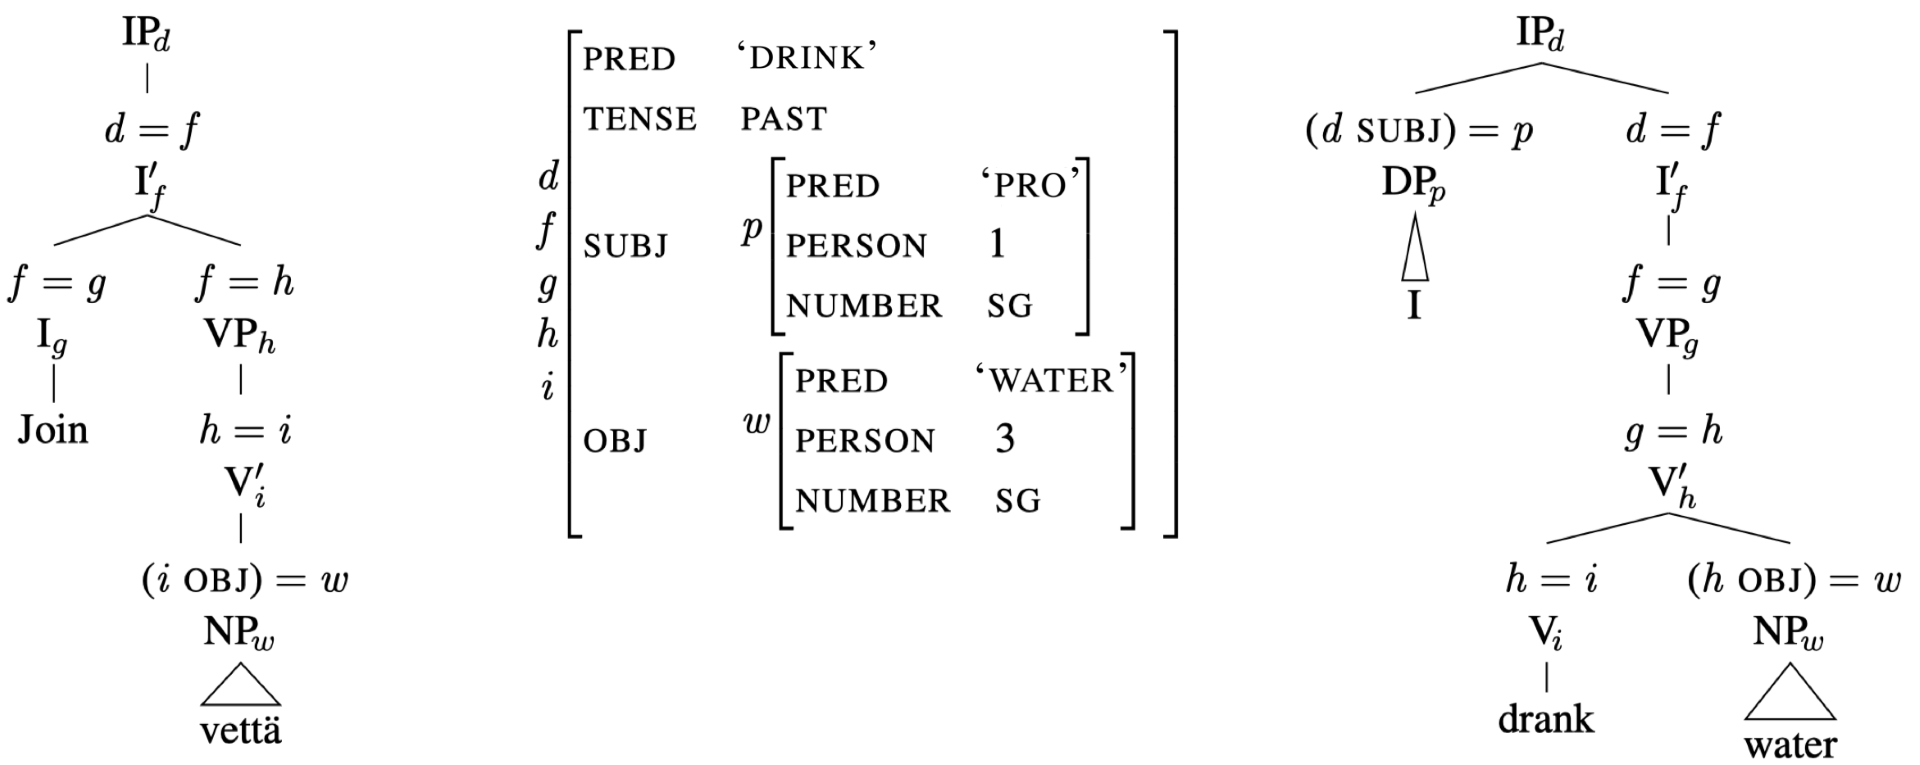 IP_d
d = f
I′_f
f = g f = h
I_g VP_h
Join h = i
V′_i
(i OBJ) = w
NP_w
vettä
d
f
g
h
i
PRED ‘DRINK’
TENSE PAST
SUBJ p
PRED ‘PRO’
PERSON 1
NUMBER SG
OBJ w
PRED ‘WATER’
PERSON 3
NUMBER SG
IP_d
(d SUBJ) = p d = f
DP_p I′_f
I f = g
VP_g
g = h
V′_h
h = i (h OBJ) = w
V_i NP_w
drank water